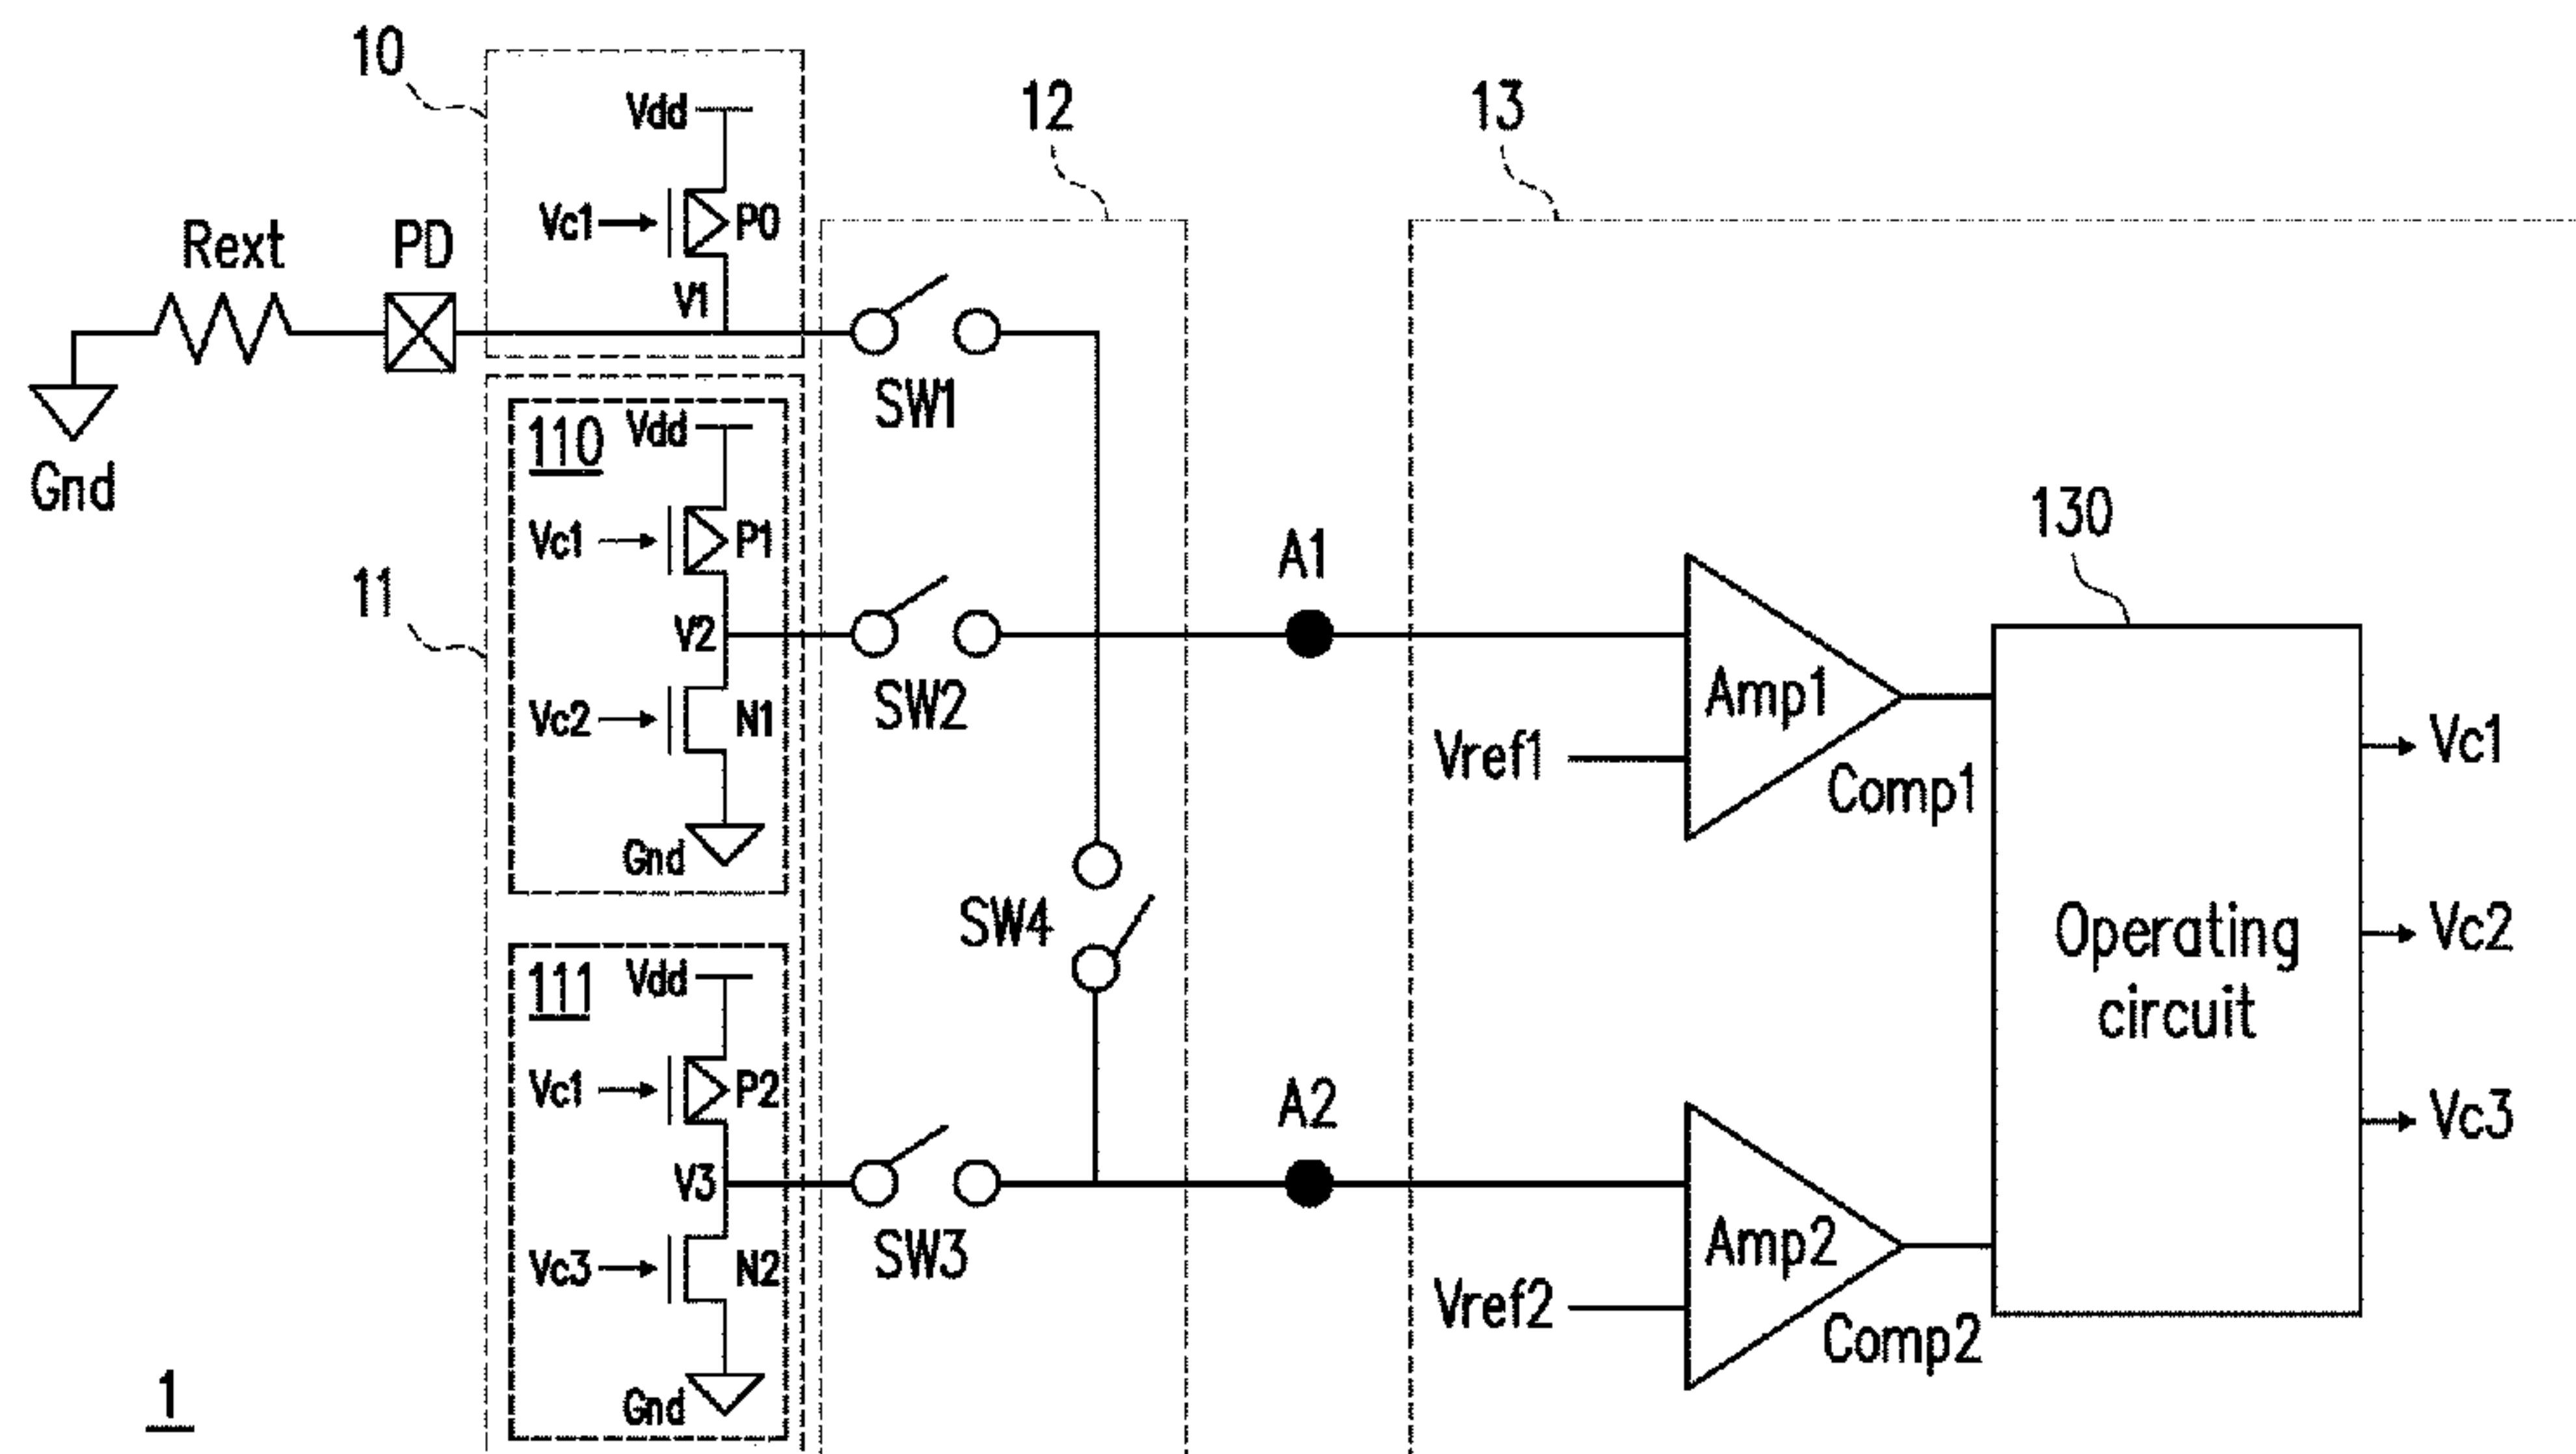 10
Vdd
Vc1
P0
V1
Rext
PD
Gnd
12
13
SW1
11
110
Vdd
Vc1
P1
V2
Vc2
N1
Gnd
SW2
A1
130
Amp1
Vref1
Comp1
Vc1
SW4
Operating
circuit
Vc2
111
Vdd
Vc1
P2
V3
Vc3
N2
Gnd
SW3
A2
Vc3
Amp2
Vref2
Comp2
1